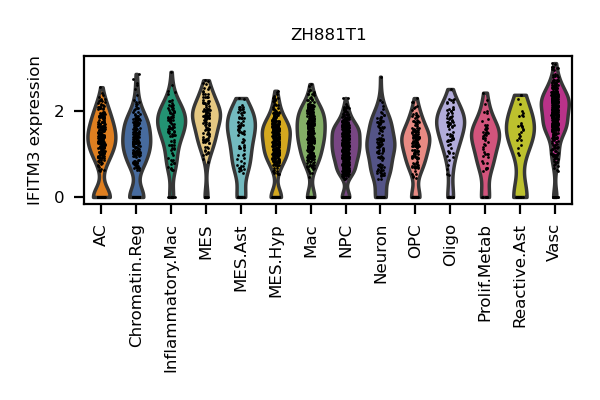 ZH881T1
IFITM3 expression
2
0
AC
Chromatin.Reg
Inflammatory.Mac
MES
MES.Ast
MES.Hyp
Mac
NPC
Neuron
OPC
Oligo
Prolif.Metab
Reactive.Ast
Vasc